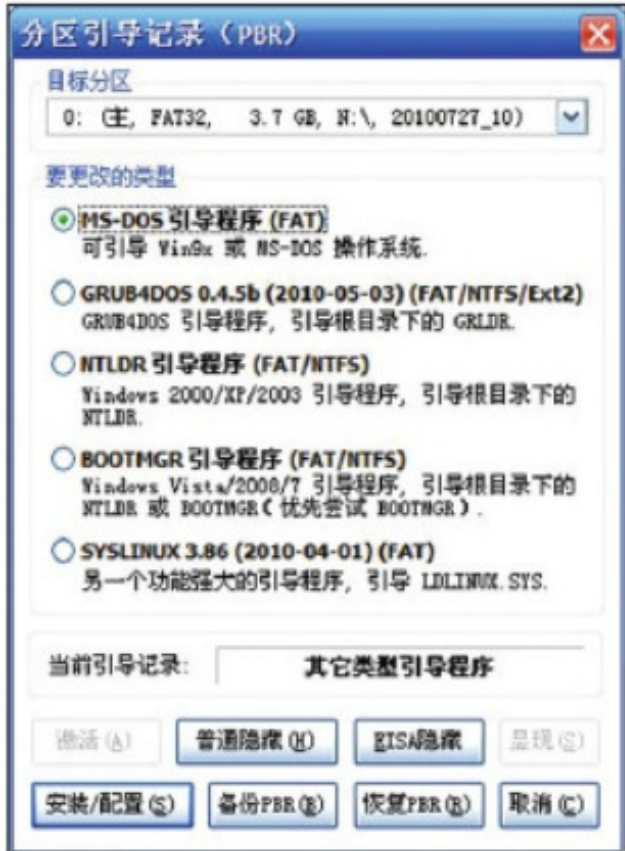 分区引导记录（PBR）
目标分区
0: (主, FAT32, 3.7 GB, N:\, 20100727_10)
要更改的类型
MS-DOS 引导程序 (FAT)
可引导 Win9x 或 MS-DOS 操作系统.
GRUB4DOS 0.4.5b (2010-05-03) (FAT/NTFS/Ext2)
GRUB4DOS 引导程序, 引导根目录下的 GRLDR.
NTLDR 引导程序 (FAT/NTFS)
Windows 2000/XP/2003 引导程序, 引导根目录下的
NTLDR.
BOOTMGR 引导程序 (FAT/NTFS)
Windows Vista/2008/7 引导程序, 引导根目录下的
NTLDR 或 BOOTMGR( 优先尝试 BOOTMGR).
SYSLINUX 3.86 (2010-04-01) (FAT)
另一个功能强大的引导程序, 引导 LDLINUX.SYS.
当前引导记录: 其它类型引导程序
激活(A) 普通隐藏(H) EISA隐藏 呈现(S)
安装/配置(S) 备份PBR(B) 恢复PBR(R) 取消(C)